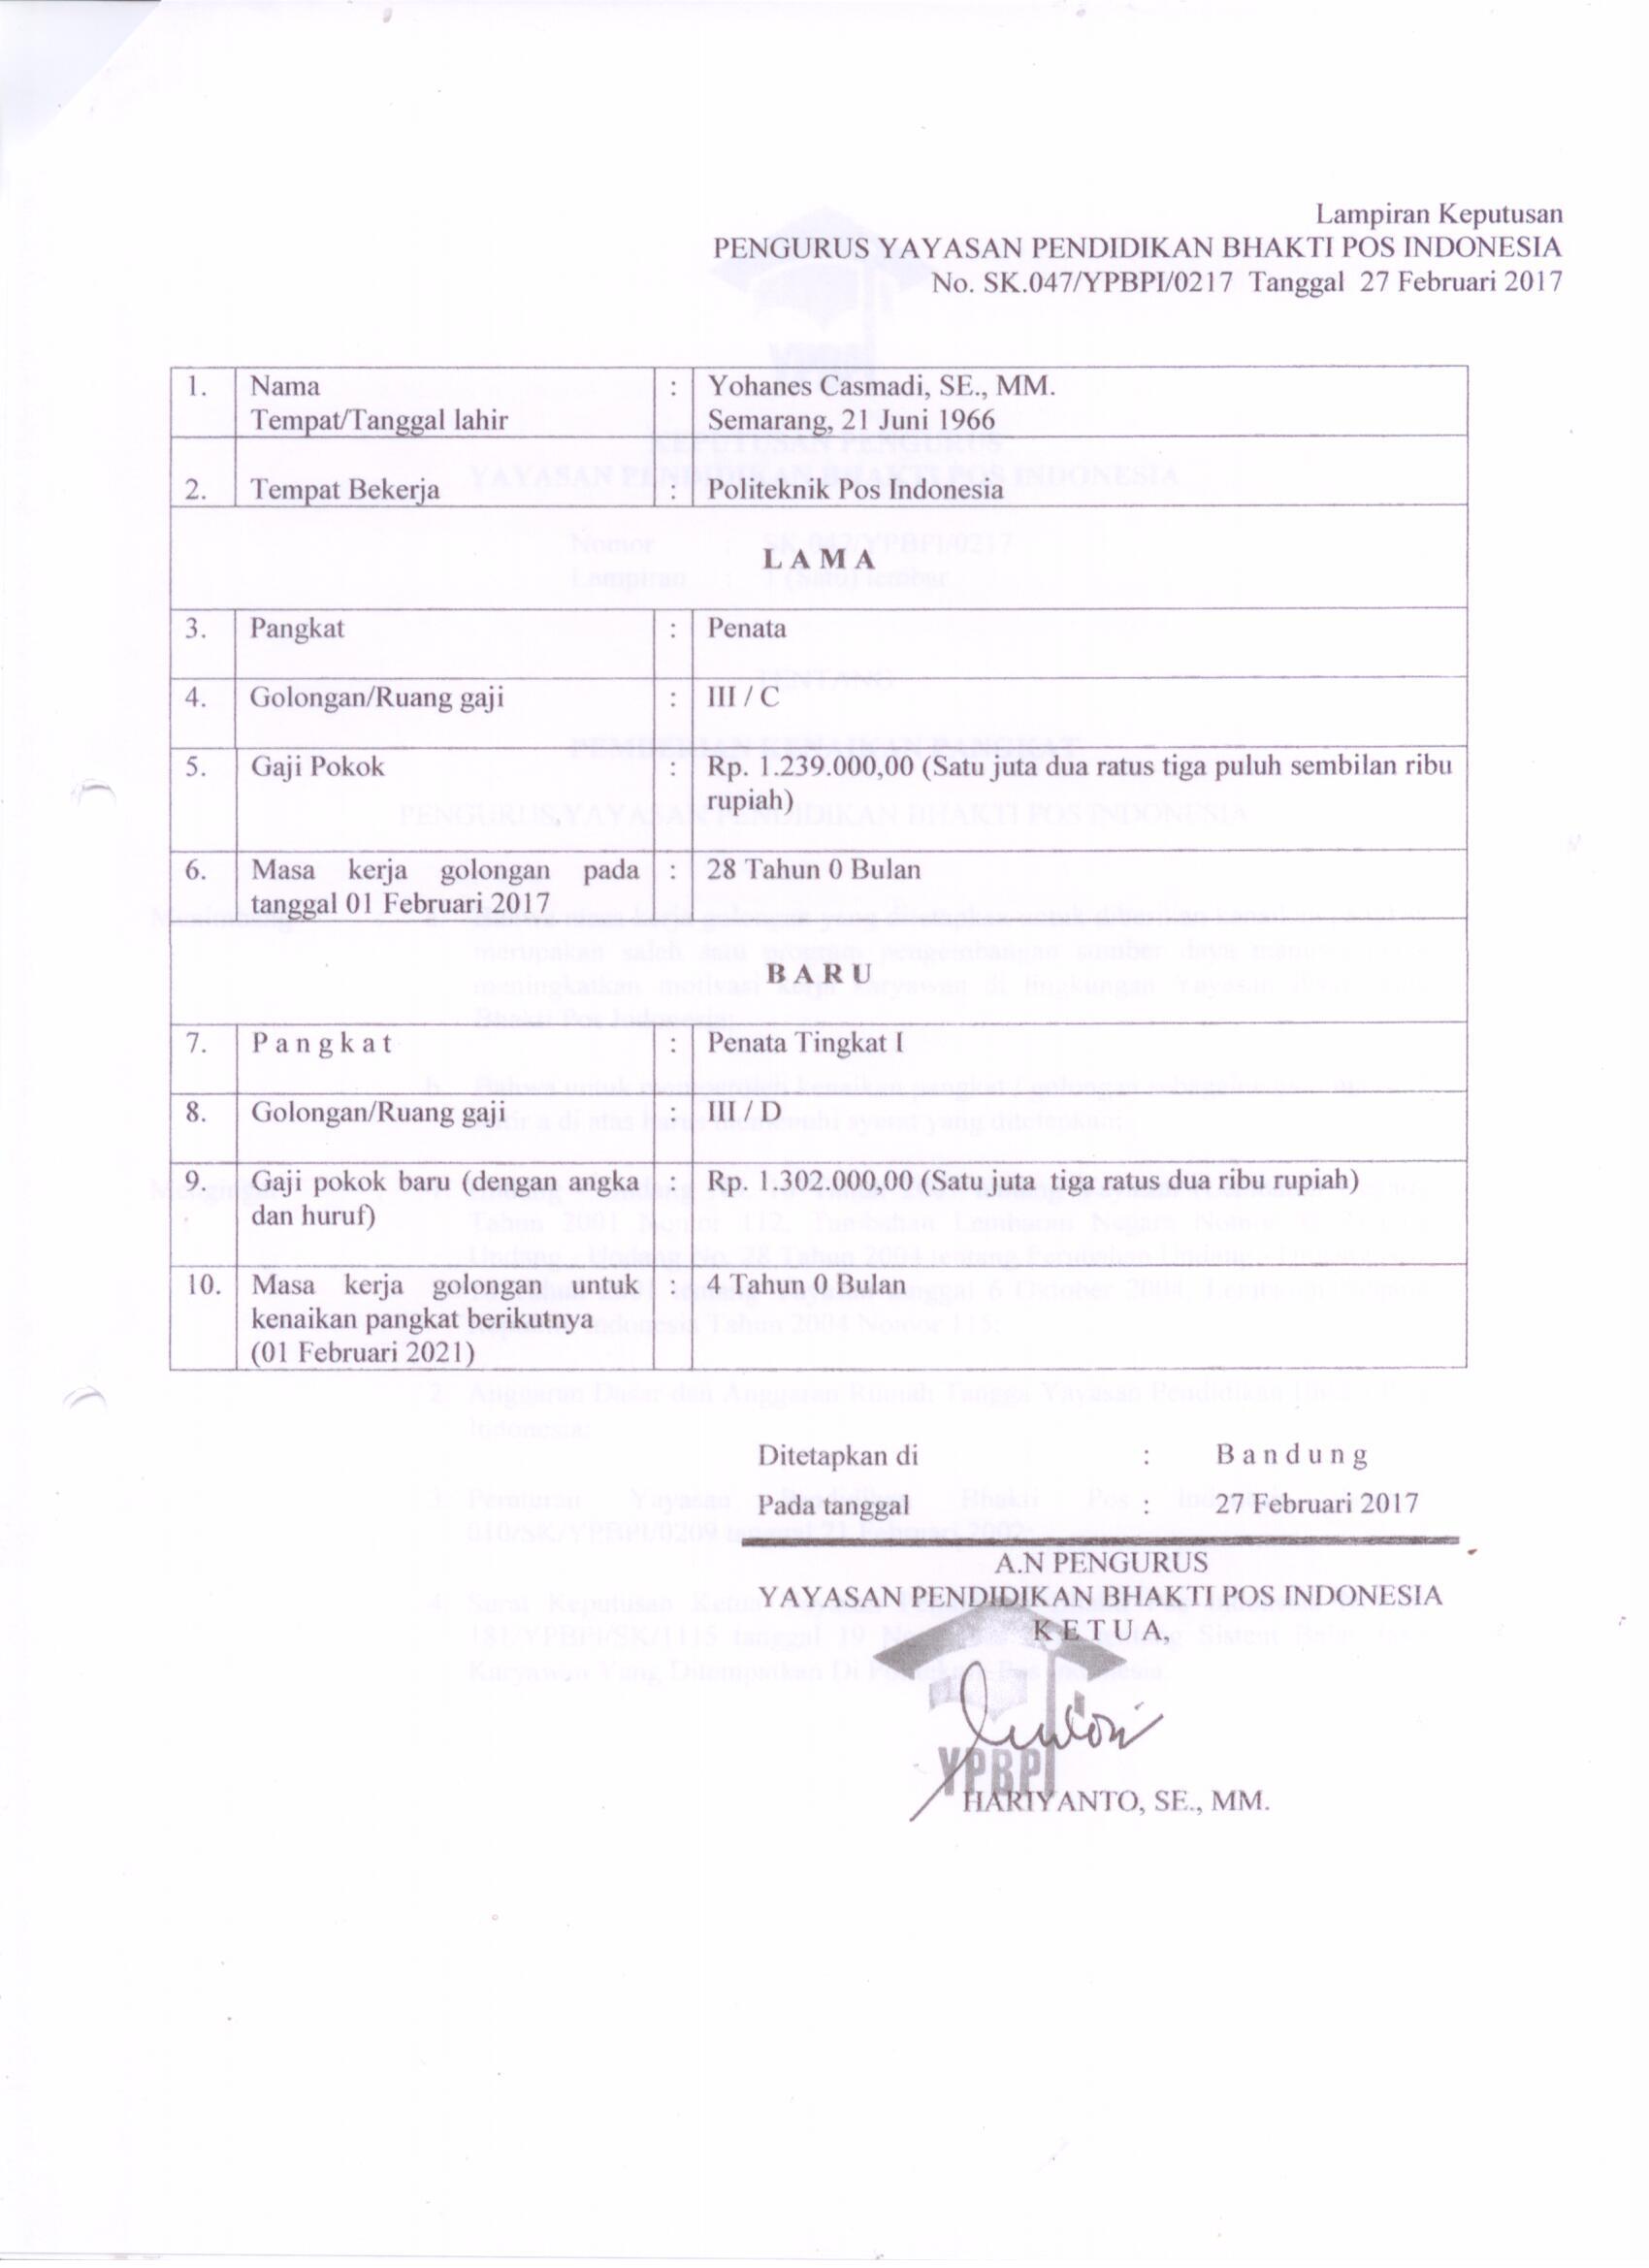 Lampiran Keputusan
PENGURUS YAYASAN PENDIDIKAN BHAKTI POS INDONESIA
No. SK.047/YPBPI/0217 Tanggal 27 Februari 2017
1. Nama : Yohanes Casmadi, SE., MM.
Tempat/Tanggal lahir Semarang, 21 Juni 1966
2. Tempat Bekerja : Politeknik Pos Indonesia
L A M A
3. Pangkat : Penata
4. Golongan/Ruang gaji : III / C
5. Gaji Pokok : Rp. 1.239.000,00 (Satu juta dua ratus tiga puluh sembilan ribu
rupiah)
6. Masa kerja golongan pada : 28 Tahun 0 Bulan
tanggal 01 Februari 2017
B A R U
7. P a n g k a t : Penata Tingkat I
8. Golongan/Ruang gaji : III / D
9. Gaji pokok baru (dengan angka : Rp. 1.302.000,00 (Satu juta tiga ratus dua ribu rupiah)
dan huruf)
10. Masa kerja golongan untuk : 4 Tahun 0 Bulan
kenaikan pangkat berikutnya
(01 Februari 2021)
Ditetapkan di : B a n d u n g
Pada tanggal : 27 Februari 2017
A.N PENGURUS
YAYASAN PENDIDIKAN BHAKTI POS INDONESIA
K E T U A,
YPBPI
HARIYANTO, SE., MM.